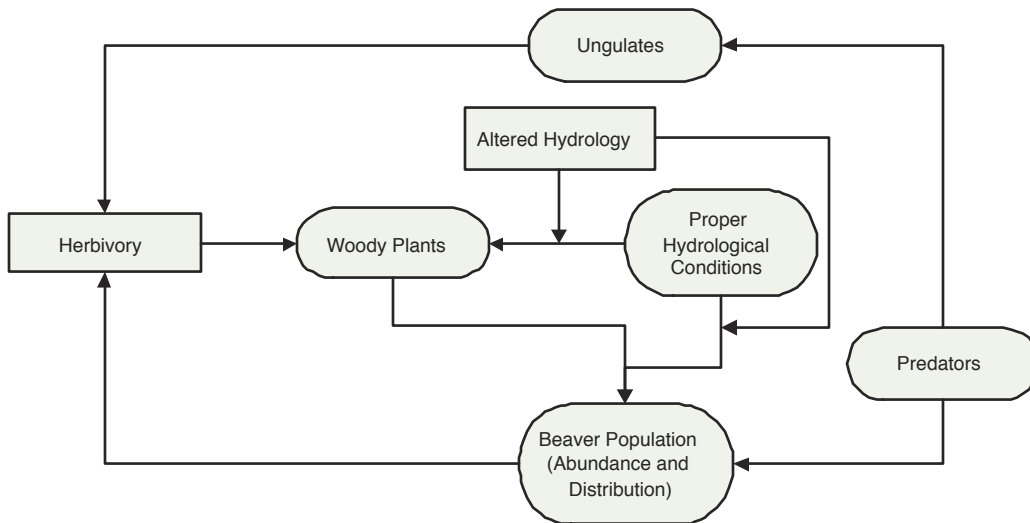 Ungulates
Altered Hydrology
Proper
Hydrological
Conditions
Herbivory
Woody Plants
Predators
Beaver Population
(Abundance and
Distribution)